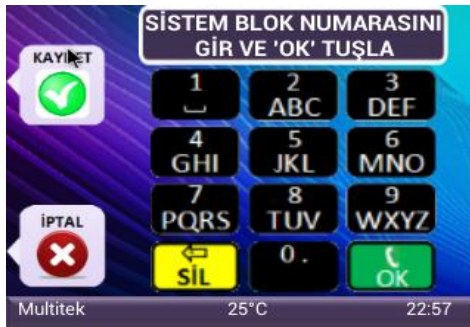 SİSTEM BLOK NUMARASINI
GİR VE 'OK' TUŞLA
KAYDET
1
2
ABC
3
DEF
4
GHI
5
JKL
6
MNO
İPTAL
7
PQRS
8
TUV
9
WXYZ
SİL
0 .
OK
Multitek 25°C 22:57